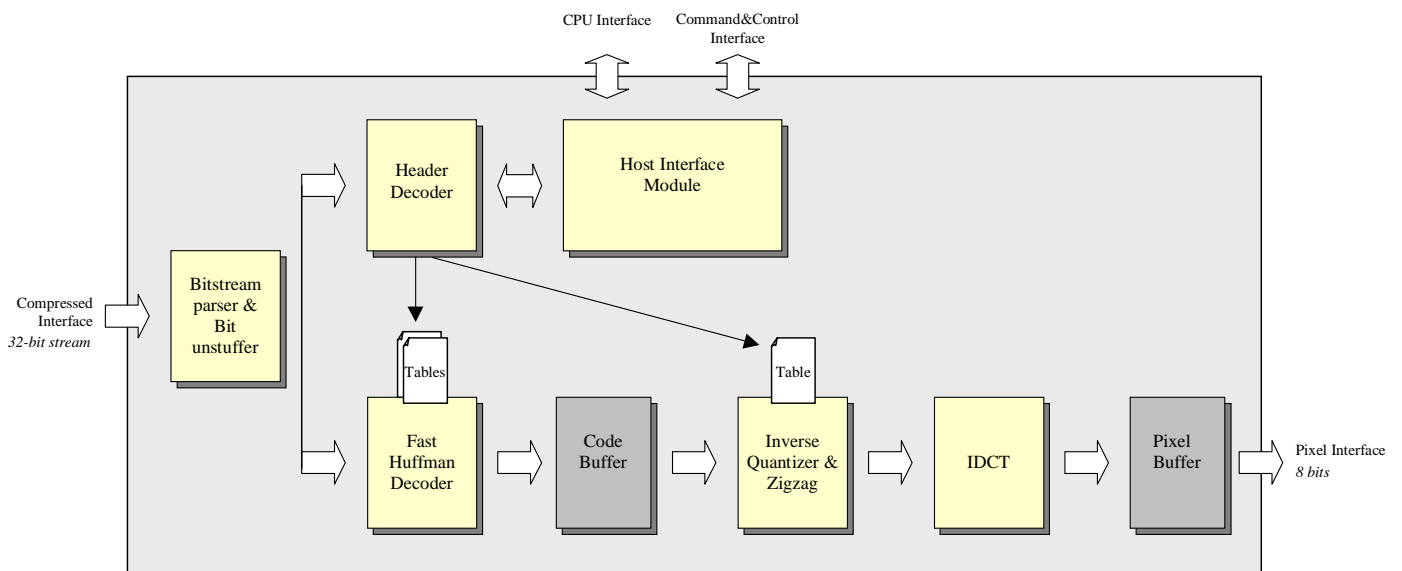 CPU Interface
Command&Control
Interface
Header
Decoder
Host Interface
Module
Bitstream
parser &
Bit
unstuffer
Compressed
Interface
32-bit stream
Tables
Table
Fast
Huffman
Decoder
Code
Buffer
Inverse
Quantizer &
Zigzag
IDCT
Pixel
Buffer
Pixel Interface
8 bits